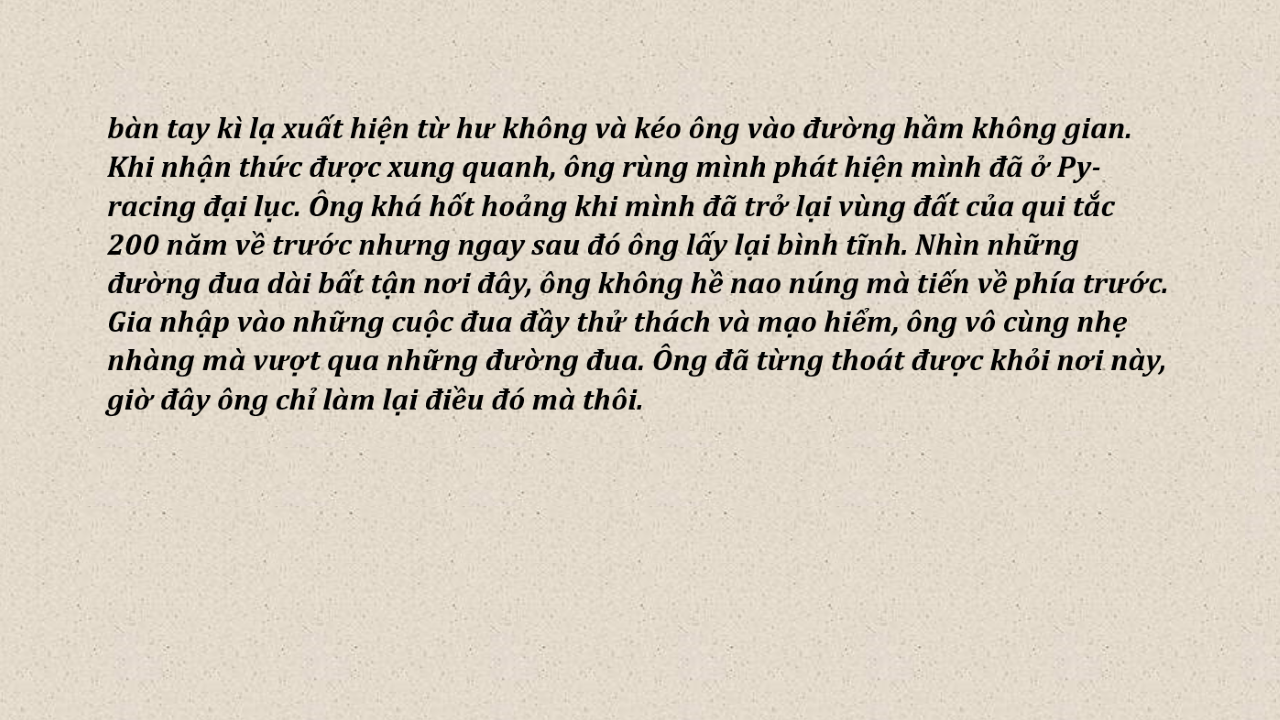 bàn tay kì lạ xuất hiện từ hư không và kéo ông vào đường hầm không gian.
Khi nhận thức được xung quanh, ông rùng mình phát hiện mình đã ở Py-
racing đại lục. Ông khá hốt hoảng khi mình đã trở lại vùng đất của qui tắc
200 năm về trước nhưng ngay sau đó ông lấy lại bình tĩnh. Nhìn những
đường đua dài bất tận nơi đây, ông không hề nao núng mà tiến về phía trước.
Gia nhập vào những cuộc đua đầy thử thách và mạo hiểm, ông vô cùng nhẹ
nhàng mà vượt qua những đường đua. Ông đã từng thoát được khỏi nơi này,
giờ đây ông chỉ làm lại điều đó mà thôi.